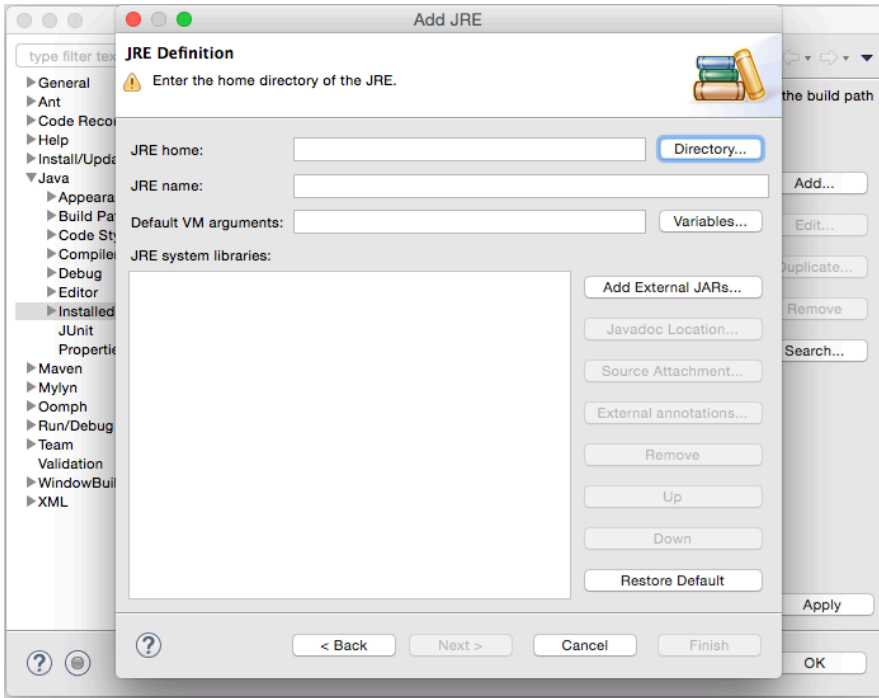 Add JRE
type filter tex
JRE Definition
Enter the home directory of the JRE.
the build path
General
Ant
Code Reco
Help
Install/Upda
Java
Appeara
Build Pa
Code Sty
Compiler
Debug
Editor
Installed
JUnit
Propertie
Maven
Mylyn
Oomph
Run/Debug
Team
Validation
WindowBuil
XML
JRE home:
Directory...
JRE name:
Default VM arguments:
Variables...
JRE system libraries:
Add External JARs...
Javadoc Location...
Source Attachment...
External annotations...
Remove
Up
Down
Restore Default
Add...
Edit...
Duplicate...
Remove
Search...
Apply
? < Back Next > Cancel Finish
? OK